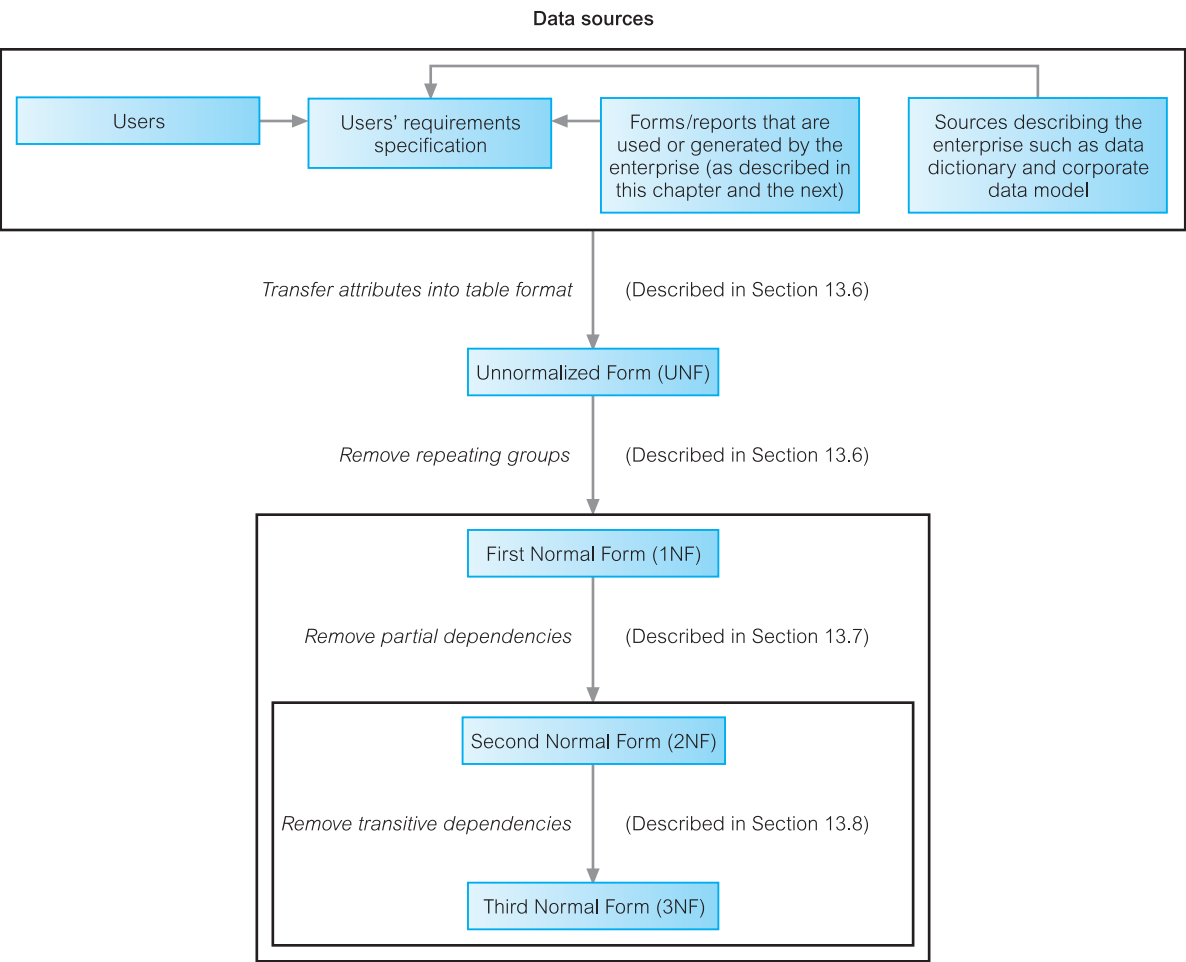 Data sources
Users
Users’ requirements
specification
Forms/reports that are
used or generated by the
enterprise (as described in
this chapter and the next)
Sources describing the
enterprise such as data
dictionary and corporate
data model
Transfer attributes into table format
(Described in Section 13.6)
Unnormalized Form (UNF)
Remove repeating groups
(Described in Section 13.6)
First Normal Form (1NF)
Remove partial dependencies
(Described in Section 13.7)
Second Normal Form (2NF)
Remove transitive dependencies
(Described in Section 13.8)
Third Normal Form (3NF)